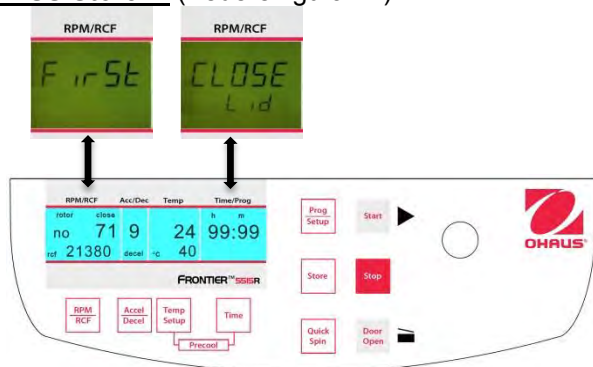 RPM/RCF
RPM/RCF
FirSt
CLOSE
Lid
RPM/RCF Acc/Dec Temp Time/Prog
rotor close h m
no 71 9 24 99:99
rcf 21380 decel °C 40
FRONTIER™ 5515R
RPM
RCF
Accel
Decel
Temp
Setup
Time
Precool
Prog
Setup
Start
Store
Stop
Quick
Spin
Door
Open
OHAUS®